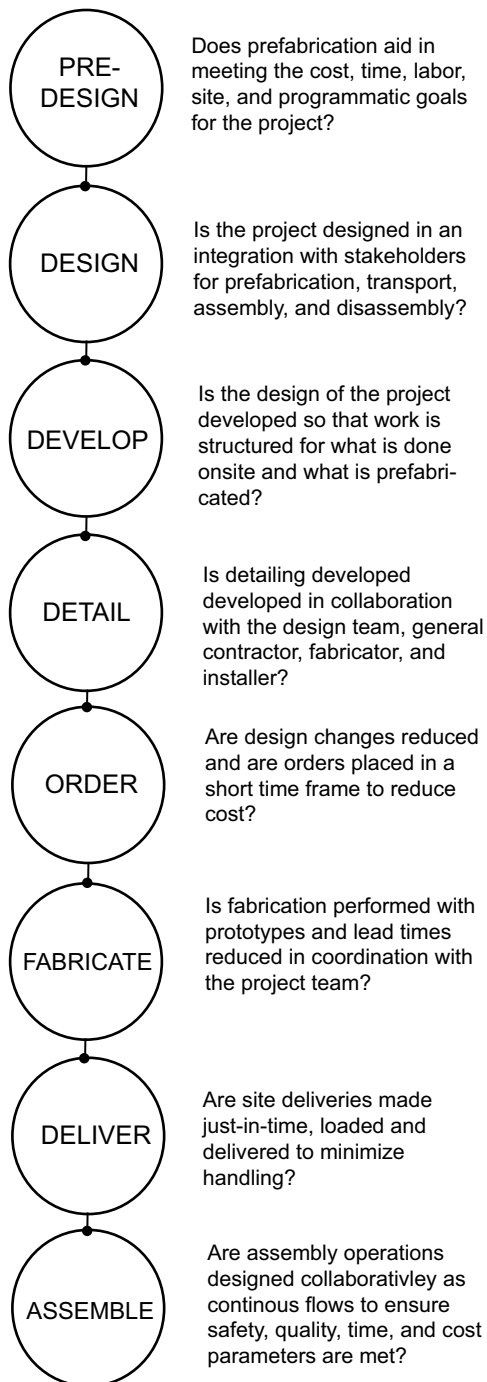 PRE-
DESIGN
Does prefabrication aid in
meeting the cost, time, labor,
site, and programmatic goals
for the project?
DESIGN
Is the project designed in an
integration with stakeholders
for prefabrication, transport,
assembly, and disassembly?
DEVELOP
Is the design of the project
developed so that work is
structured for what is done
onsite and what is prefabri-
cated?
DETAIL
Is detailing developed
developed in collaboration
with the design team, general
contractor, fabricator, and
installer?
ORDER
Are design changes reduced
and are orders placed in a
short time frame to reduce
cost?
FABRICATE
Is fabrication performed with
prototypes and lead times
reduced in coordination with
the project team?
DELIVER
Are site deliveries made
just-in-time, loaded and
delivered to minimize
handling?
ASSEMBLE
Are assembly operations
designed collaborativley as
continous flows to ensure
safety, quality, time, and cost
parameters are met?